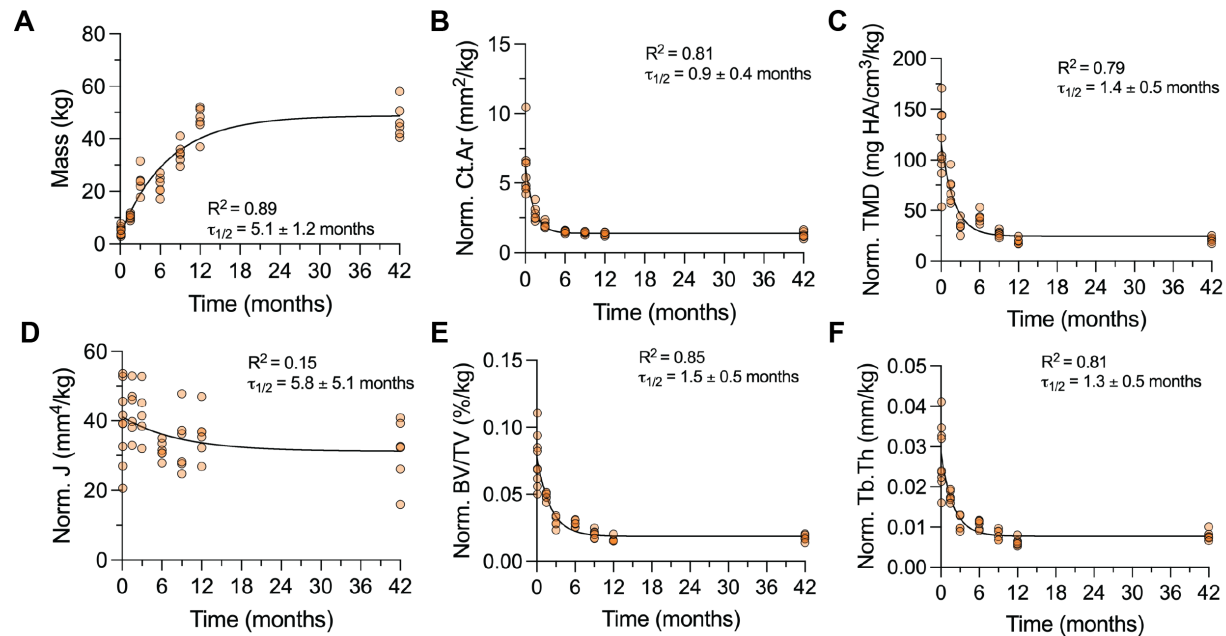 A
Mass (kg)
80
60
40
20
0
R² = 0.89
τ1/2 = 5.1 ± 1.2 months
0 6 12 18 24 30 36 42
Time (months)
B
Norm. Ct.Ar (mm²/kg)
15
10
5
0
R² = 0.81
τ1/2 = 0.9 ± 0.4 months
0 6 12 18 24 30 36 42
Time (months)
C
Norm. TMD (mg HA/cm³/kg)
200
150
100
50
0
R² = 0.79
τ1/2 = 1.4 ± 0.5 months
0 6 12 18 24 30 36 42
Time (months)
D
Norm. J (mm⁴/kg)
60
40
20
0
R² = 0.15
τ1/2 = 5.8 ± 5.1 months
0 6 12 18 24 30 36 42
Time (months)
E
Norm. BV/TV (%/kg)
0.15
0.10
0.05
0.00
R² = 0.85
τ1/2 = 1.5 ± 0.5 months
0 6 12 18 24 30 36 42
Time (months)
F
Norm. Tb.Th (mm/kg)
0.05
0.04
0.03
0.02
0.01
0.00
R² = 0.81
τ1/2 = 1.3 ± 0.5 months
0 6 12 18 24 30 36 42
Time (months)